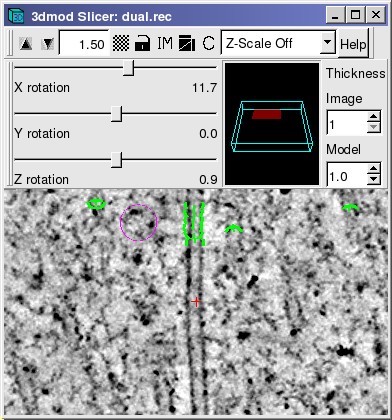 3dmod Slicer: dual.rec
1.50 IM C Z-Scale Off Help
X rotation 11.7
Y rotation 0.0
Z rotation 0.9
Thickness
Image
1
Model
1.0